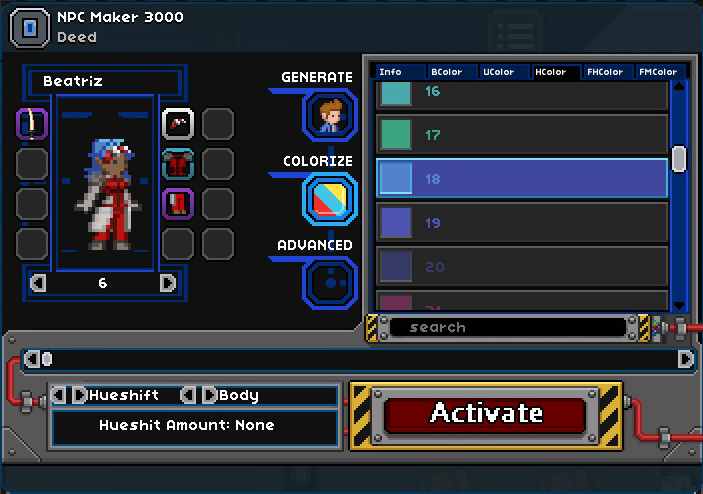 NPC Maker 3000
Deed
Beatriz
6
GENERATE
COLORIZE
ADVANCED
Info BColor UColor HColor FHColor FMColor
16
17
18
19
20
21
search
Hueshift Body
Hueshit Amount: None
Activate